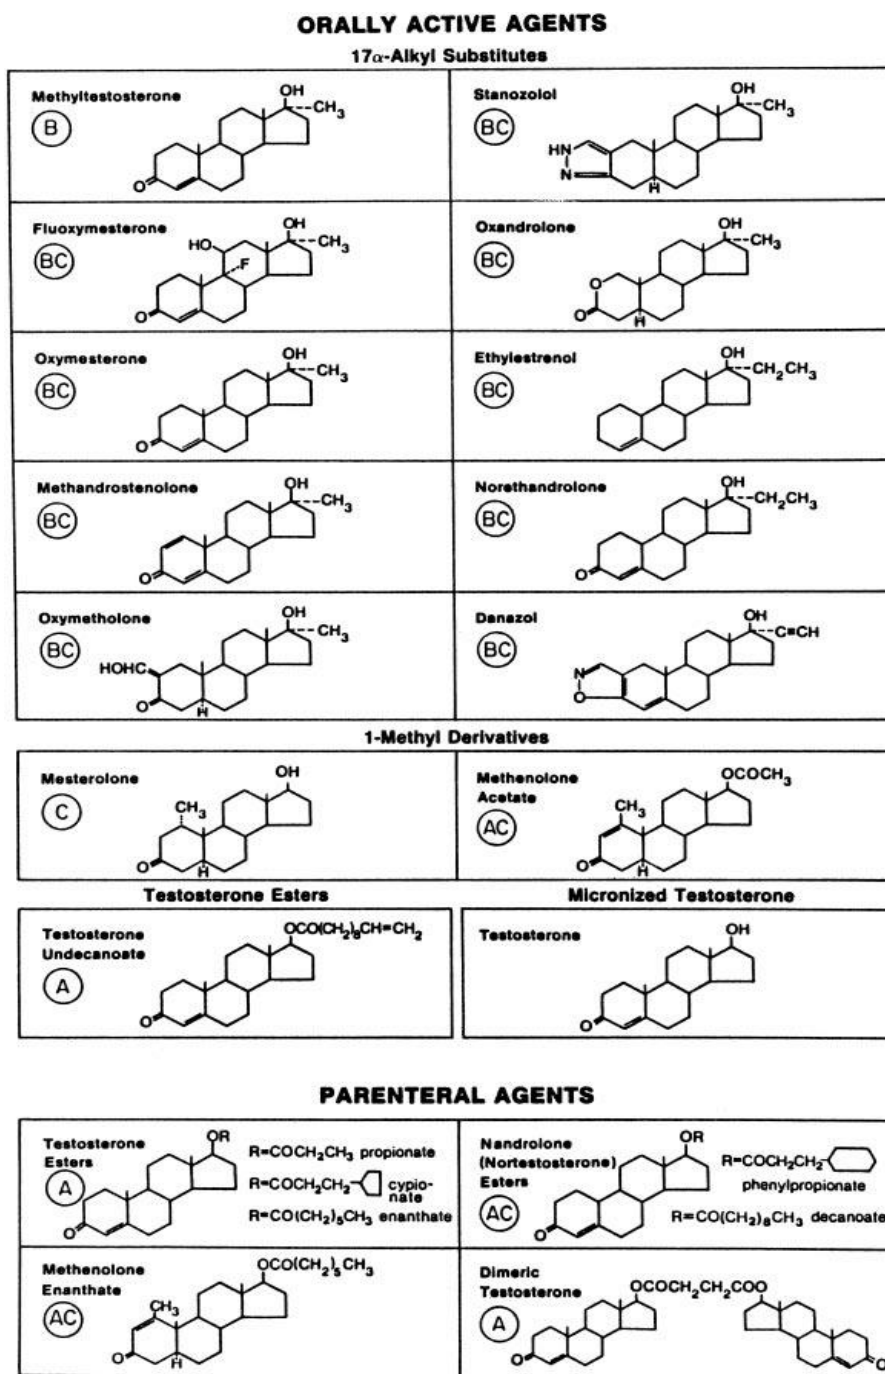 ORALLY ACTIVE AGENTS
17α-Alkyl Substitutes
Methyltestosterone
B
OH
CH3
O
Stanozolol
BC
OH
CH3
HN
N
H
Fluoxymesterone
BC
OH
CH3
HO
F
O
Oxandrolone
BC
OH
CH3
O
O
H
Oxymesterone
BC
OH
CH3
O
Ethylestrenol
BC
OH
CH2CH3
Methandrostenolone
BC
OH
CH3
O
Norethandrolone
BC
OH
CH2CH3
O
Oxymetholone
BC
OH
CH3
HOHC
O
H
Danazol
BC
OH
C≡CH
N
O
1-Methyl Derivatives
Mesterolone
C
OH
CH3
O
H
Methenolone
Acetate
AC
OCOCH3
CH3
O
H
Testosterone Esters
Micronized Testosterone
Testosterone
Undecanoate
A
OCO(CH2)8CH=CH2
O
Testosterone
OH
O
PARENTERAL AGENTS
Testosterone
Esters
A
OR
O
R=COCH2CH3 propionate
R=COCH2CH2-
cypio-
nate
R=CO(CH2)5CH3 enanthate
Nandrolone
(Nortestosterone)
Esters
AC
OR
O
R=COCH2CH2-
phenylpropionate
R=CO(CH2)8CH3 decanoate
Methenolone
Enanthate
AC
OCO(CH2)5CH3
CH3
O
H
Dimeric
Testosterone
A
OCOCH2CH2COO
O
O